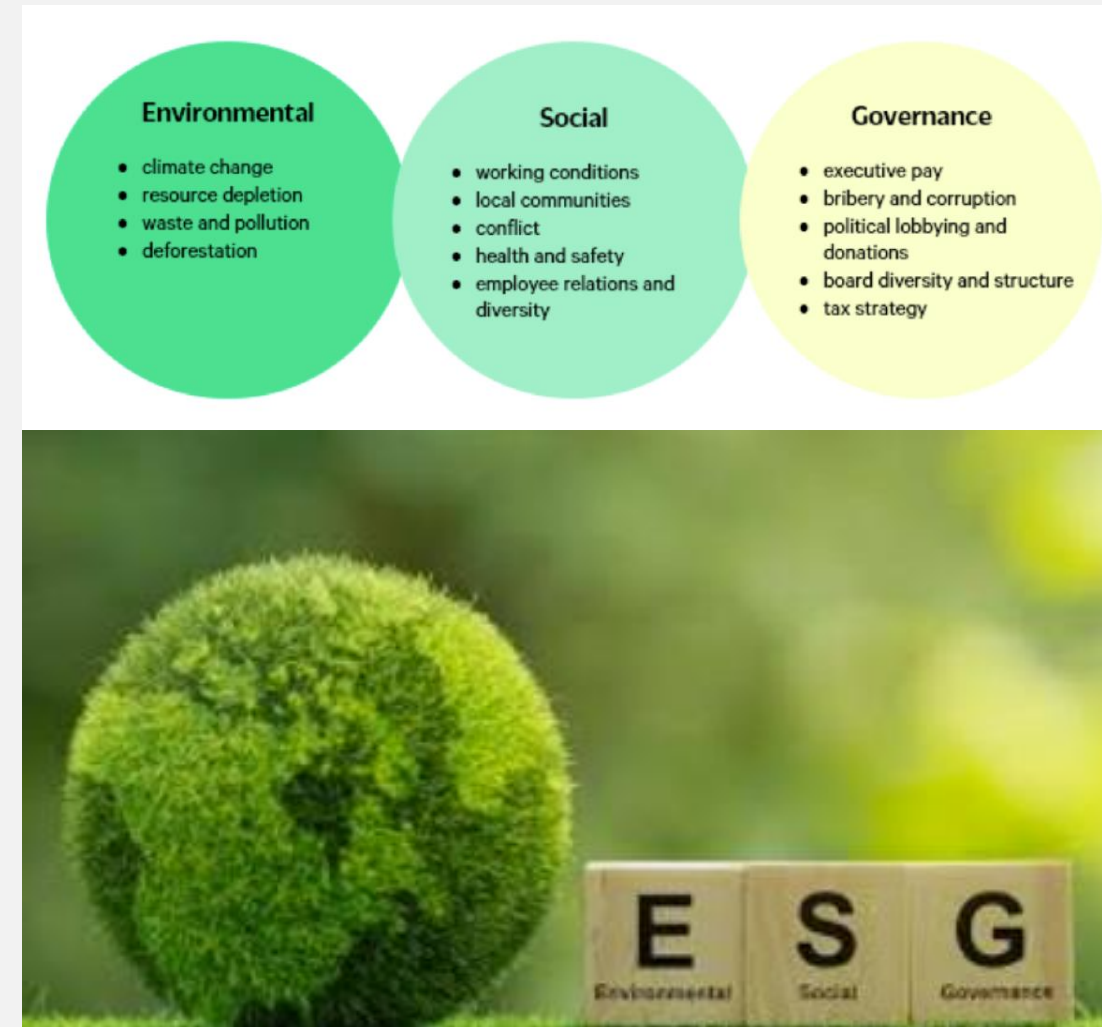 Environmental
• climate change
• resource depletion
• waste and pollution
• deforestation
Social
• working conditions
• local communities
• conflict
• health and safety
• employee relations and
diversity
Governance
• executive pay
• bribery and corruption
• political lobbying and
donations
• board diversity and structure
• tax strategy
E S G
Environmental Social Governance